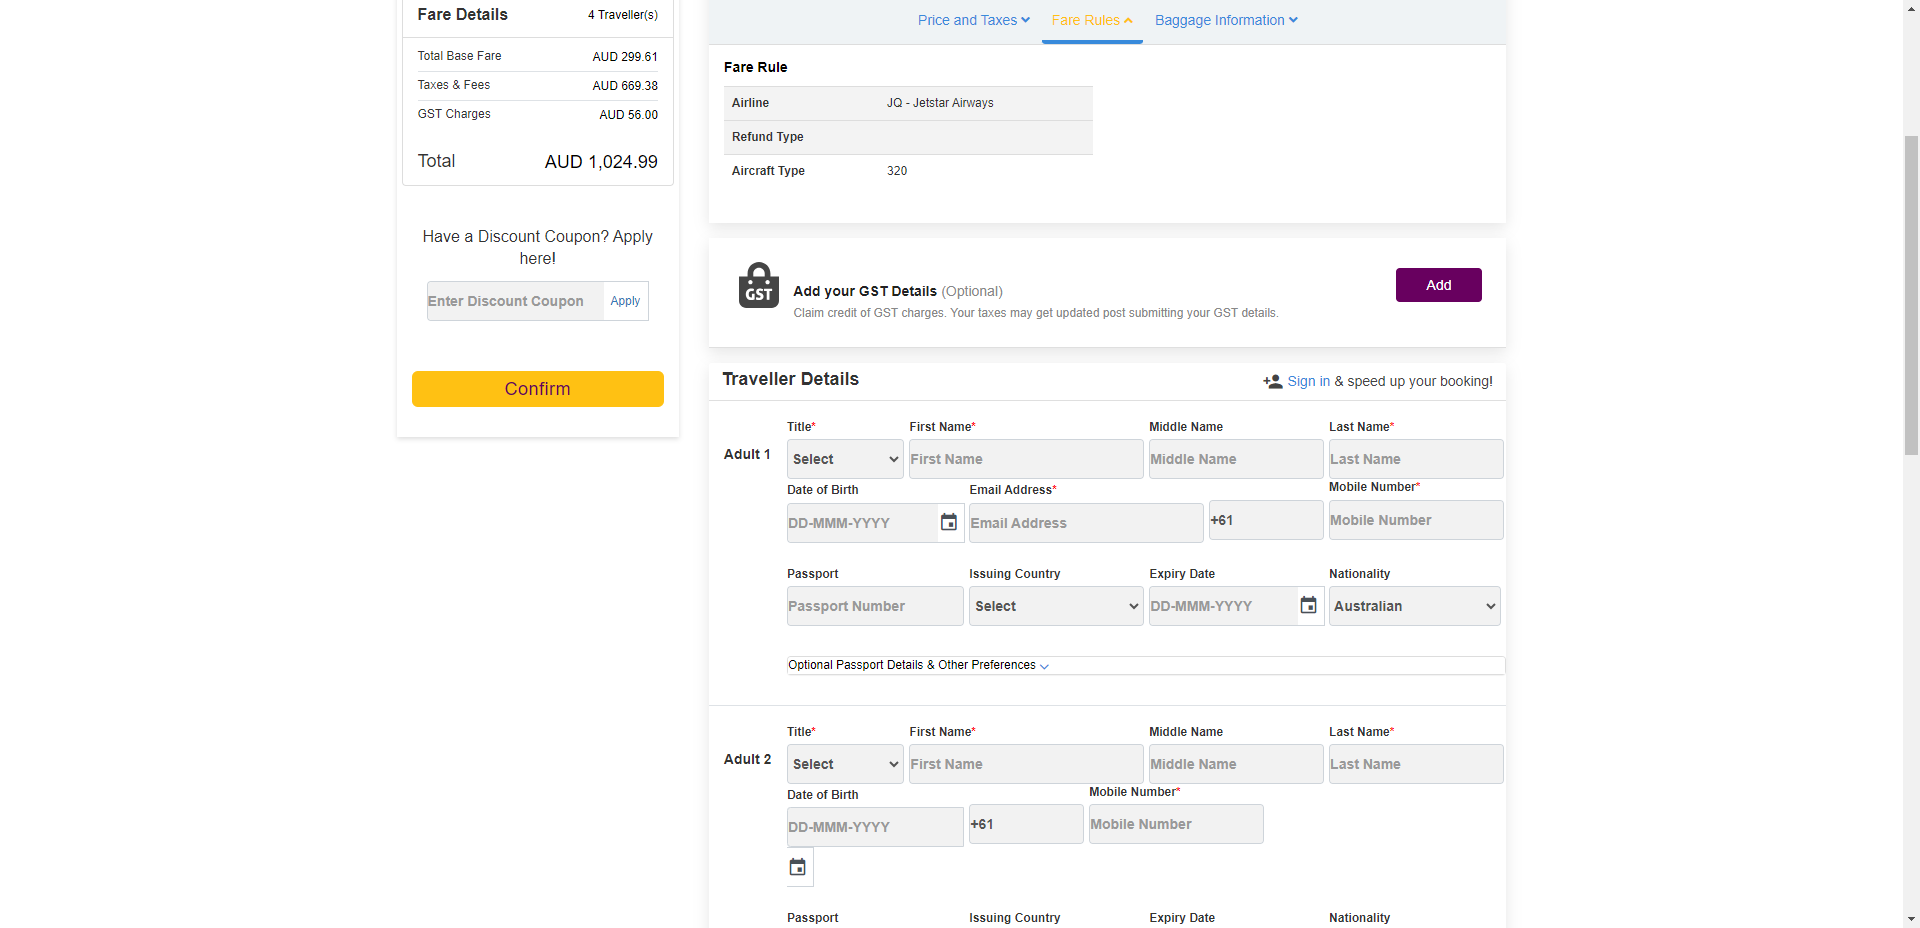 Fare Details 4 Traveller(s)
Total Base Fare AUD 299.61
Taxes & Fees AUD 669.38
GST Charges AUD 56.00
Total AUD 1,024.99
Have a Discount Coupon? Apply
here!
Enter Discount Coupon Apply
Confirm
Price and Taxes Fare Rules Baggage Information
Fare Rule
Airline JQ - Jetstar Airways
Refund Type
Aircraft Type 320
GST
Add your GST Details (Optional)
Claim credit of GST charges. Your taxes may get updated post submitting your GST details.
Add
Traveller Details Sign in & speed up your booking!
Title* First Name* Middle Name Last Name*
Adult 1 Select First Name Middle Name Last Name
Date of Birth Email Address* Mobile Number*
DD-MMM-YYYY Email Address +61 Mobile Number
Passport Issuing Country Expiry Date Nationality
Passport Number Select DD-MMM-YYYY Australian
Optional Passport Details & Other Preferences
Title* First Name* Middle Name Last Name*
Adult 2 Select First Name Middle Name Last Name
Date of Birth Mobile Number*
DD-MMM-YYYY +61 Mobile Number
Passport Issuing Country Expiry Date Nationality